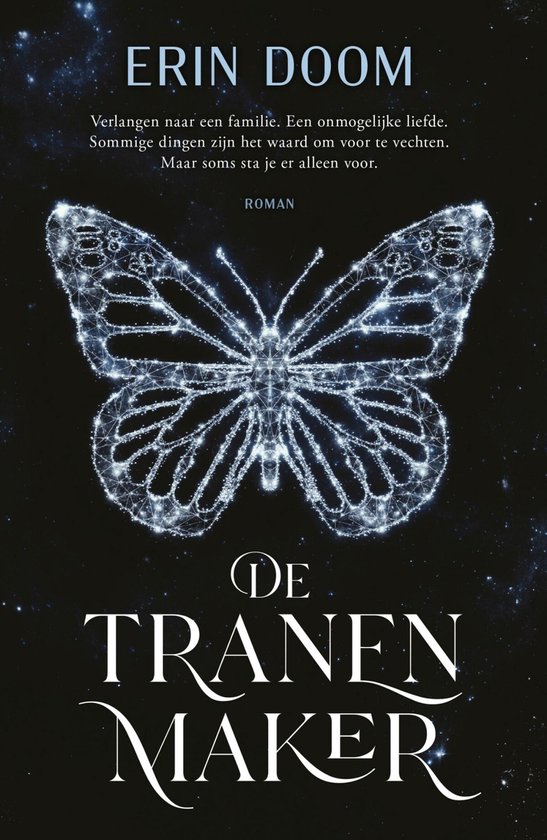 ERIN DOOM
Verlangen naar een familie. Een onmogelijke liefde.
Sommige dingen zijn het waard om voor te vechten.
Maar soms sta je er alleen voor.
ROMAN
DE
TRANEN
MAKER